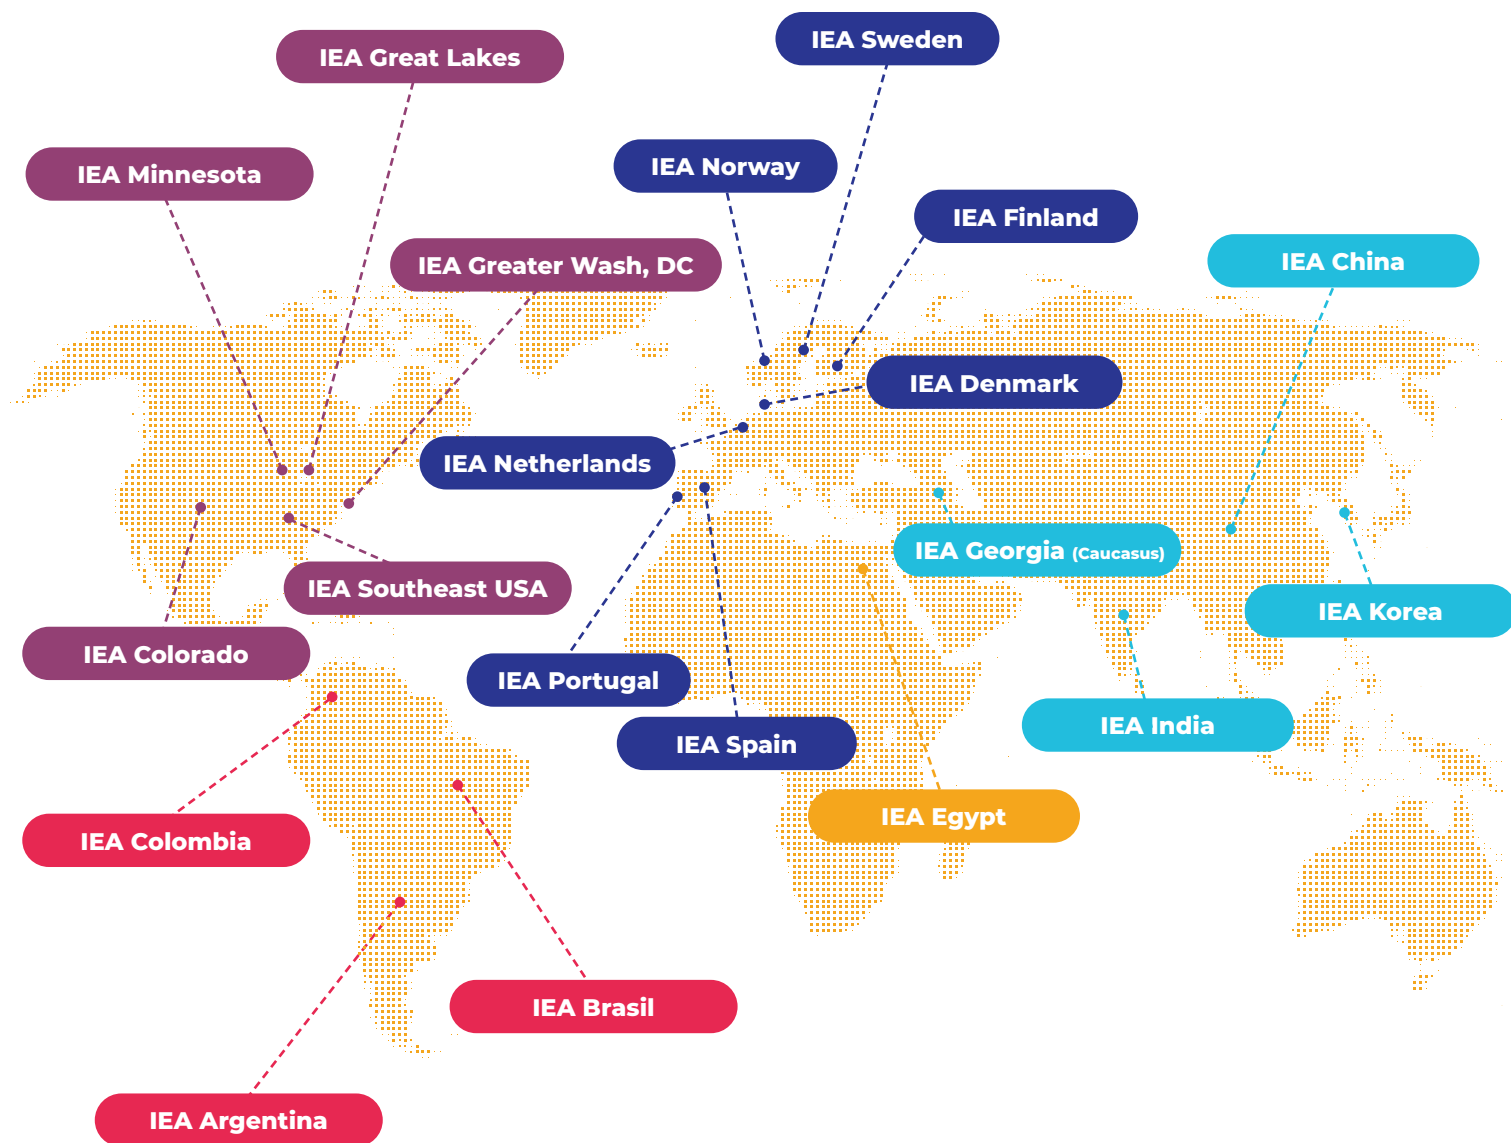 IEA Sweden
IEA Great Lakes
IEA Norway
IEA Minnesota
IEA Finland
IEA China
IEA Greater Wash, DC
IEA Denmark
IEA Netherlands
IEA Georgia (Caucasus)
IEA Southeast USA
IEA Korea
IEA Colorado
IEA Portugal
IEA India
IEA Spain
IEA Egypt
IEA Colombia
IEA Brasil
IEA Argentina